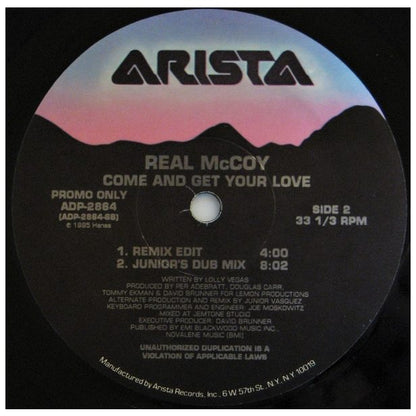 ARISTA
REAL McCOY
COME AND GET YOUR LOVE
PROMO ONLY
ADP-2864
(ADP-2864-SB)
℗ 1995 Hansa
SIDE 2
33 1/3 RPM
1. REMIX EDIT 4:00
2. JUNIOR'S DUB MIX 8:02
WRITTEN BY LOLLY VEGAS
PRODUCED BY PER ADEBRATT, DOUGLAS CARR,
TOMMY EKMAN & DAVID BRUNNER FOR LEMON PRODUCTIONS
ALTERNATE PRODUCTION AND REMIX BY JUNIOR VASQUEZ
KEYBOARD PROGRAMMER AND ENGINEER: JOE MOSKOWITZ
MIXED AT JEMTONE STUDIO
EXECUTIVE PRODUCER: DAVID BRUNNER
PUBLISHED BY EMI BLACKWOOD MUSIC INC.
NOVALENE MUSIC (BMI)
UNAUTHORIZED DUPLICATION IS A
VIOLATION OF APPLICABLE LAWS
Manufactured by Arista Records, Inc., 6 W 57th St., N.Y., N.Y 10019